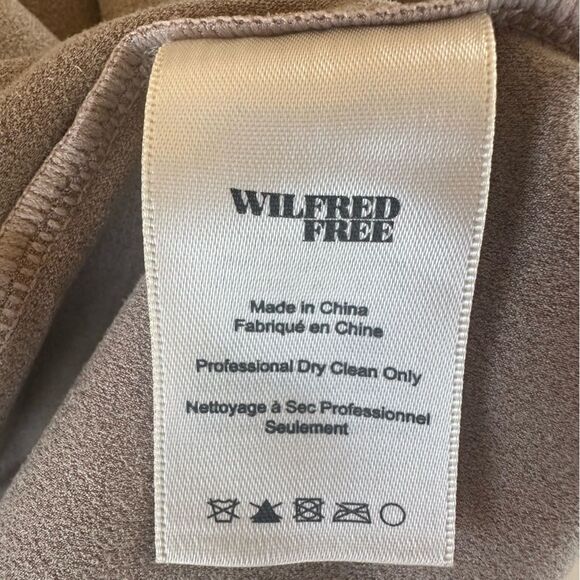 WILFRED
FREE
Made in China
Fabriqué en Chine
Professional Dry Clean Only
Nettoyage à Sec Professionnel
Seulement